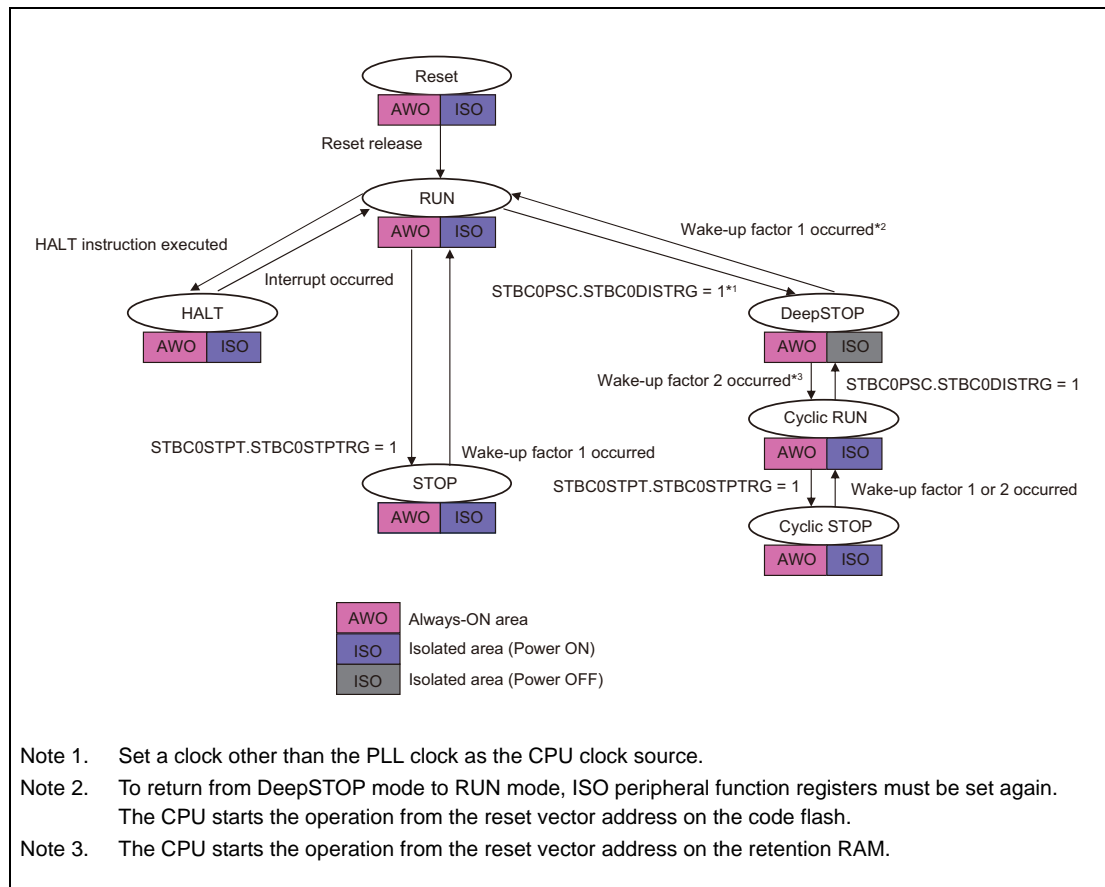 Reset
AWO ISO
Reset release
RUN
AWO ISO
Wake-up factor 1 occurred*2
HALT instruction executed
Interrupt occurred
STBC0PSC.STBC0DISTRG = 1*1
HALT
AWO ISO
DeepSTOP
AWO ISO
Wake-up factor 2 occurred*3
STBC0PSC.STBC0DISTRG = 1
Cyclic RUN
AWO ISO
STBC0STPT.STBC0STPTRG = 1
Wake-up factor 1 occurred
STOP
AWO ISO
STBC0STPT.STBC0STPTRG = 1
Wake-up factor 1 or 2 occurred
Cyclic STOP
AWO ISO
AWO Always-ON area
ISO Isolated area (Power ON)
ISO Isolated area (Power OFF)
Note 1. Set a clock other than the PLL clock as the CPU clock source.
Note 2. To return from DeepSTOP mode to RUN mode, ISO peripheral function registers must be set again.
The CPU starts the operation from the reset vector address on the code flash.
Note 3. The CPU starts the operation from the reset vector address on the retention RAM.